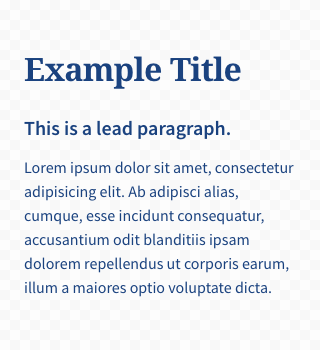 Example Title
This is a lead paragraph.
Lorem ipsum dolor sit amet, consectetur
adipisicing elit. Ab adipisci alias,
cumque, esse incidunt consequatur,
accusantium odit blanditiis ipsam
dolorem repellendus ut corporis earum,
illum a maiores optio voluptate dicta.